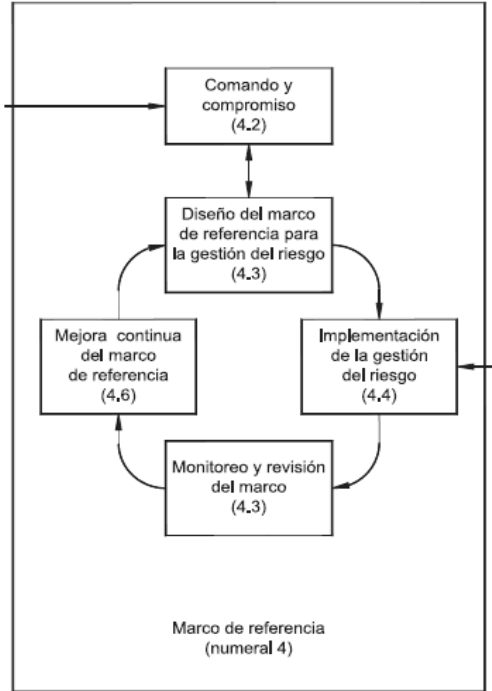 Comando y
compromiso
(4.2)
Diseño del marco
de referencia para
la gestión del riesgo
(4.3)
Mejora continua
del marco
de referencia
(4.6)
Implementación
de la gestión
del riesgo
(4.4)
Monitoreo y revisión
del marco
(4.3)
Marco de referencia
(numeral 4)